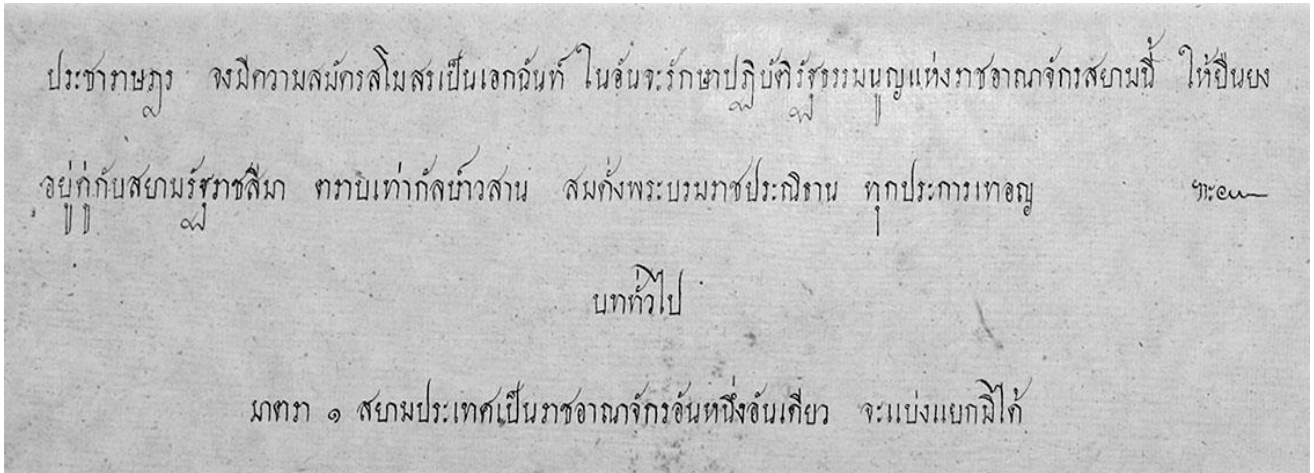 ประชาราษฎร จงมีความสมัครสโมสรเป็นเอกฉันท์ ในอันจะรักษาปฏิบัติรัฐธรรมนูญแห่งราชอาณาจักรสยามนี้ ให้ยืนยง
อยู่คู่กับสยามรัฐราชสีมา ตราบเท่ากัลปาวสาน สมดั่งพระบรมราชประณิธาน ทุกประการเทอญ ๚ะ๛
บททั่วไป
มาตรา ๑ สยามประเทศเป็นราชอาณาจักรอันหนึ่งอันเดียว จะแบ่งแยกมิได้